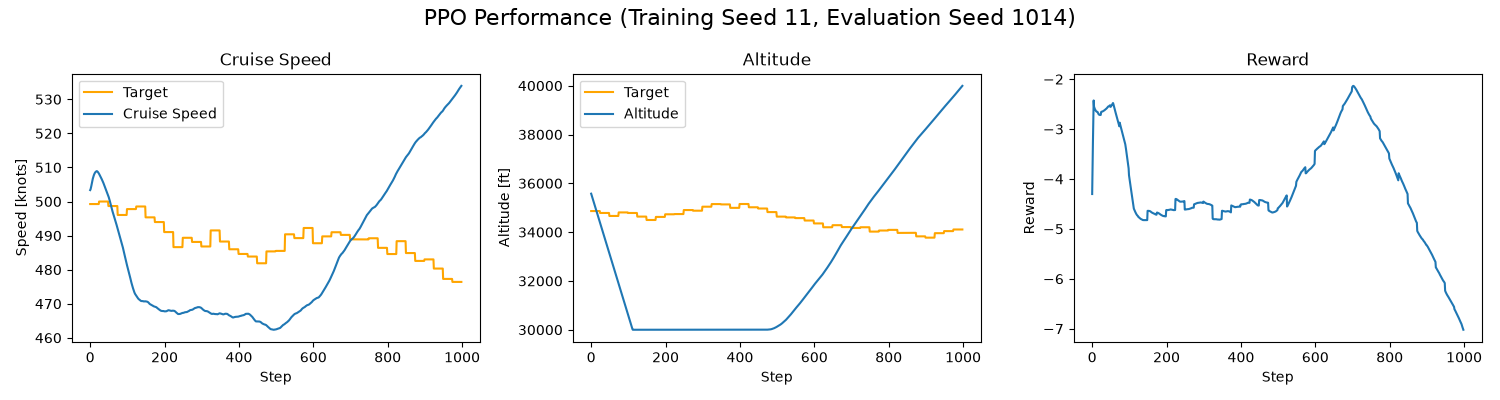 PPO Performance (Training Seed 11, Evaluation Seed 1014)
Cruise Speed
Target
Cruise Speed
Speed [knots]
530
520
510
500
490
480
470
460
0 200 400 600 800 1000
Step
Altitude
Target
Altitude
Altitude [ft]
40000
38000
36000
34000
32000
30000
0 200 400 600 800 1000
Step
Reward
Reward
−2
−3
−4
−5
−6
−7
0 200 400 600 800 1000
Step